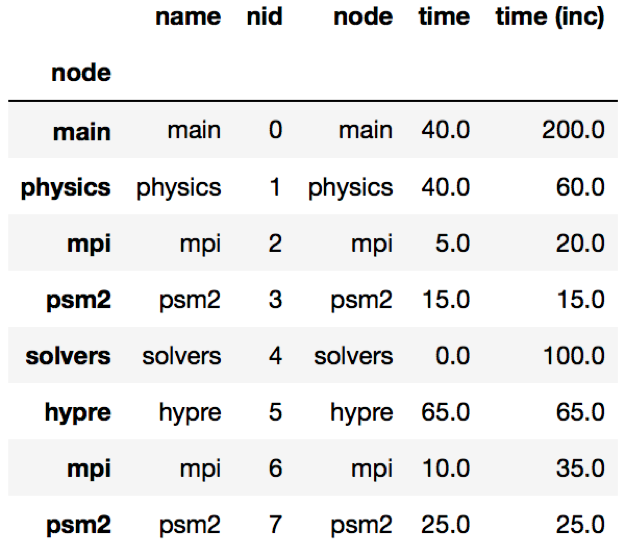 name nid node time time (inc)
node
main main 0 main 40.0 200.0
physics physics 1 physics 40.0 60.0
mpi mpi 2 mpi 5.0 20.0
psm2 psm2 3 psm2 15.0 15.0
solvers solvers 4 solvers 0.0 100.0
hypre hypre 5 hypre 65.0 65.0
mpi mpi 6 mpi 10.0 35.0
psm2 psm2 7 psm2 25.0 25.0